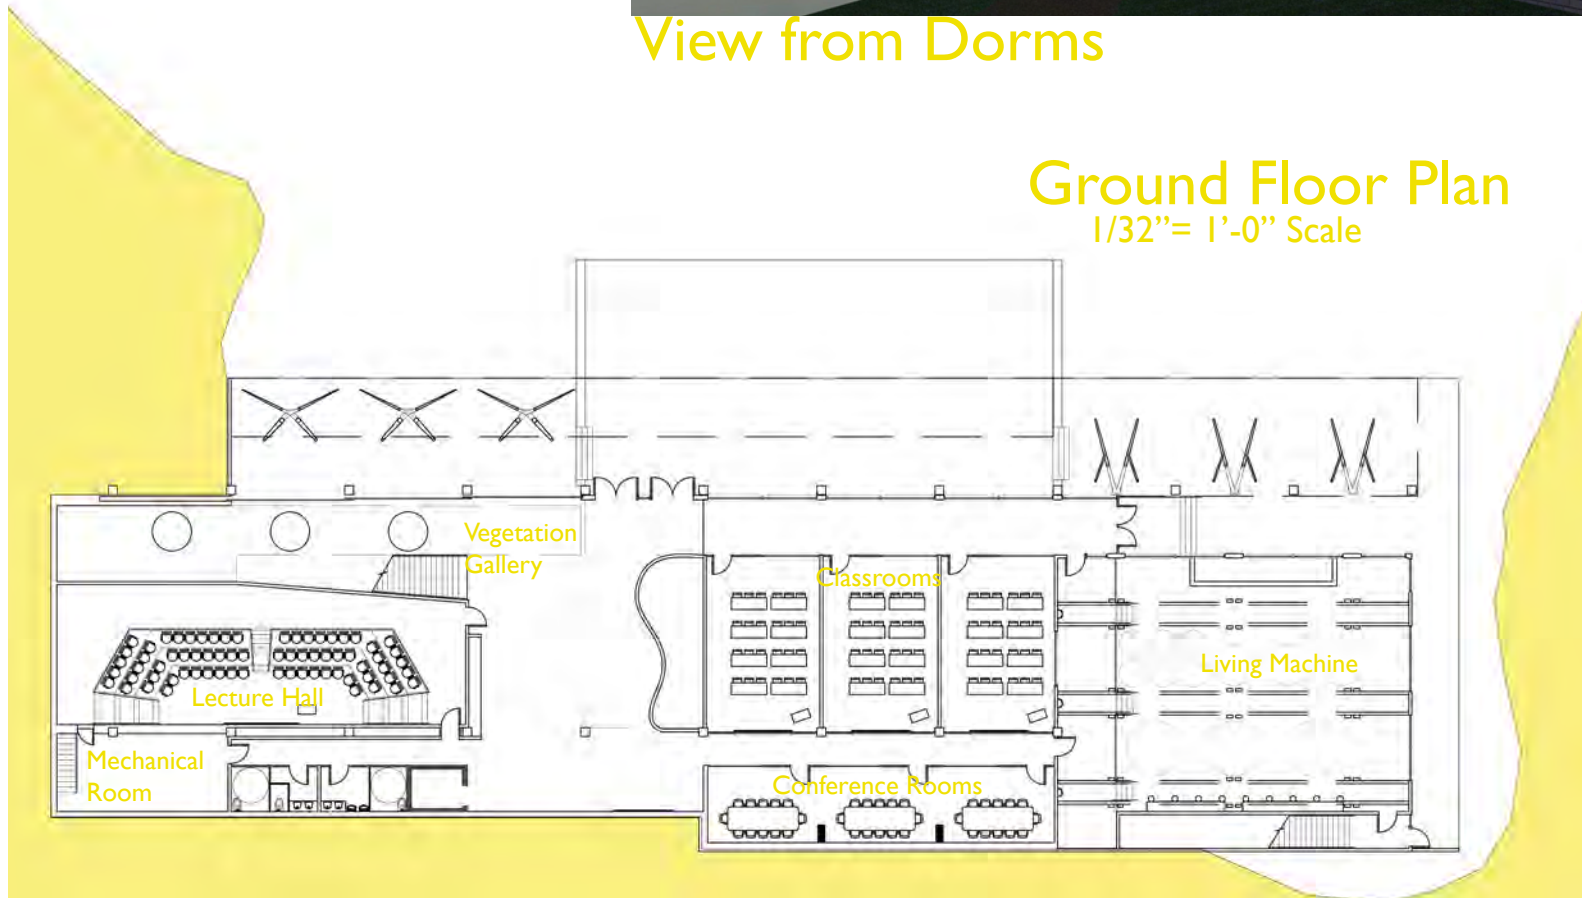 View from Dorms
Ground Floor Plan
1/32”= 1’-0” Scale
Vegetation
Gallery
Classrooms
Living Machine
Lecture Hall
Mechanical
Room
Conference Rooms